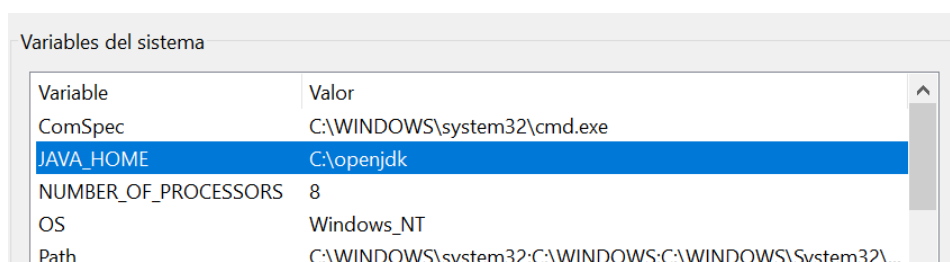 Variables del sistema
Variable Valor
ComSpec C:\WINDOWS\system32\cmd.exe
JAVA_HOME C:\openjdk
NUMBER_OF_PROCESSORS 8
OS Windows_NT
Path C:\WINDOWS\system32;C:\WINDOWS;C:\WINDOWS\System32\...